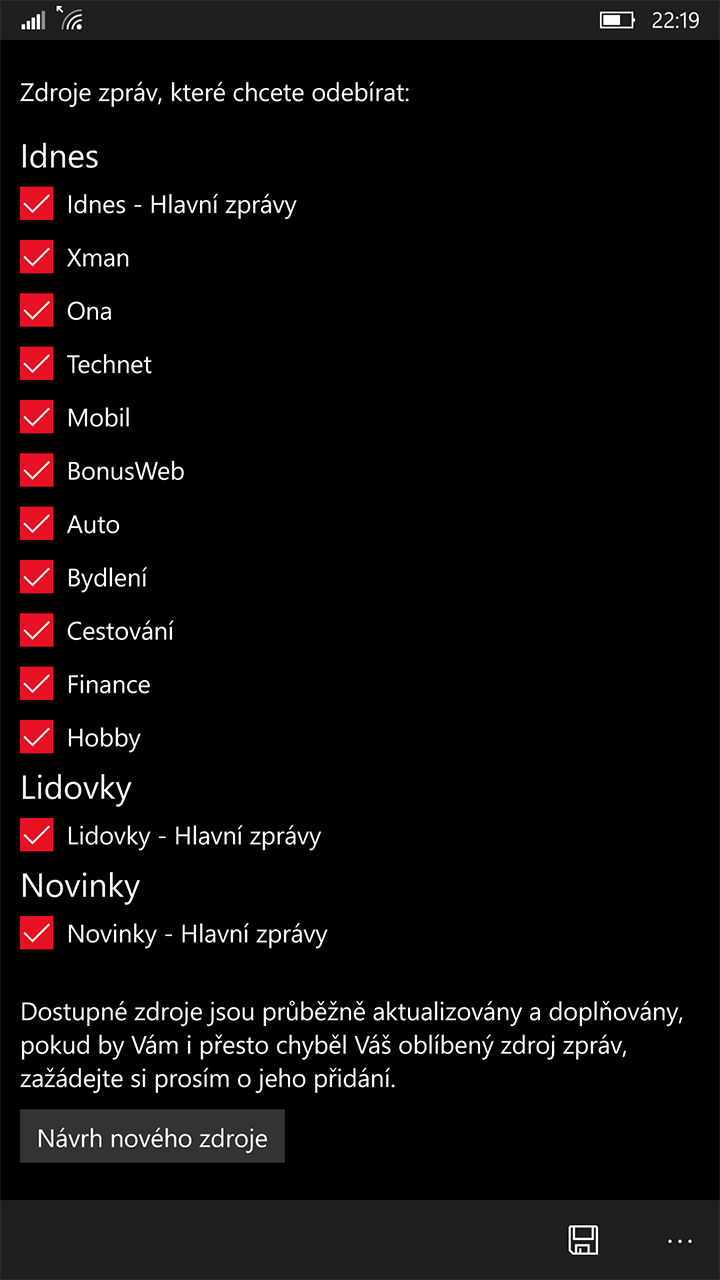 22:19
Zdroje zpráv, které chcete odebírat:
Idnes
Idnes - Hlavní zprávy
Xman
Ona
Technet
Mobil
BonusWeb
Auto
Bydlení
Cestování
Finance
Hobby
Lidovky
Lidovky - Hlavní zprávy
Novinky
Novinky - Hlavní zprávy
Dostupné zdroje jsou průběžně aktualizovány a doplňovány,
pokud by Vám i přesto chyběl Váš oblíbený zdroj zpráv,
zažádejte si prosím o jeho přidání.
Návrh nového zdroje